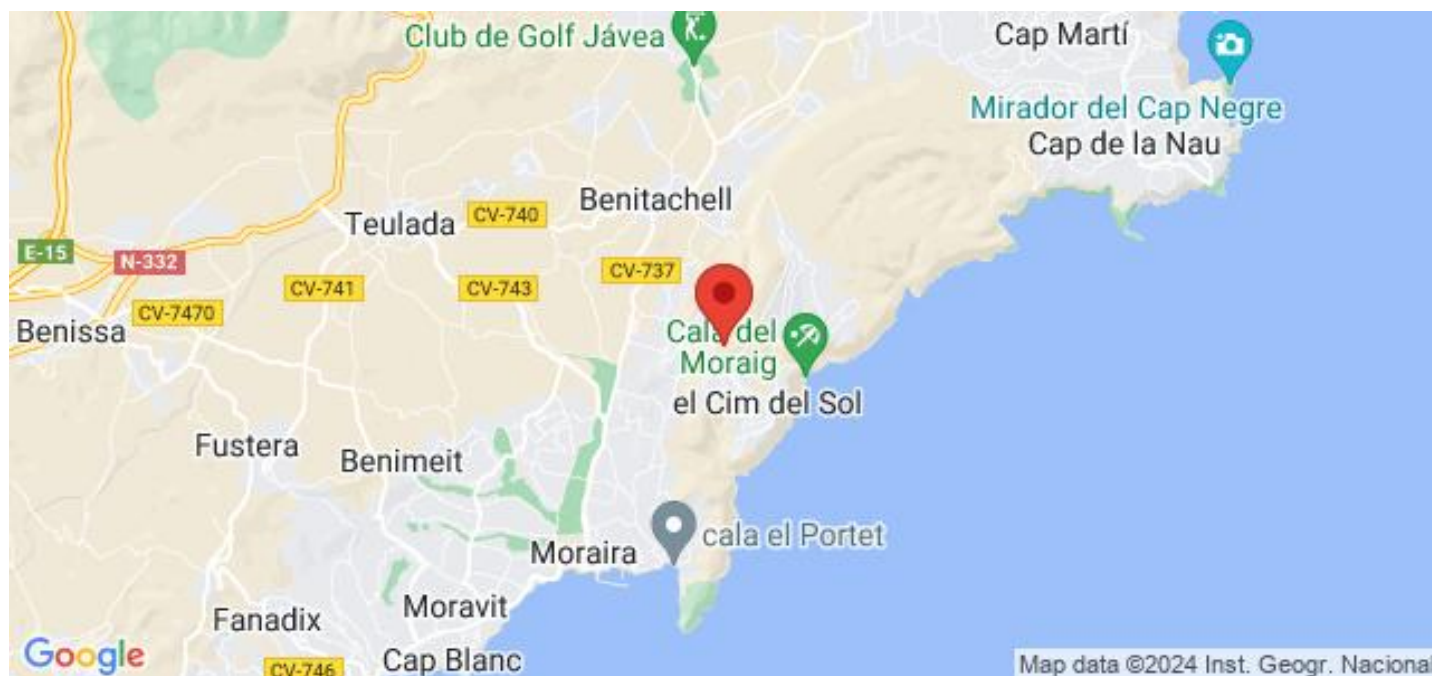 Club de Golf Jávea
Cap Martí
Mirador del Cap Negre
Cap de la Nau
Benitachell
Teulada
CV-740
E-15
N-332
CV-737
CV-741
CV-743
CV-7470
Benissa
Cala del
Moraig
el Cim del Sol
Fustera
Benimeit
cala el Portet
Moraira
Moravit
Fanadix
Cap Blanc
CV-746
Google
Map data ©2024 Inst. Geogr. Nacional